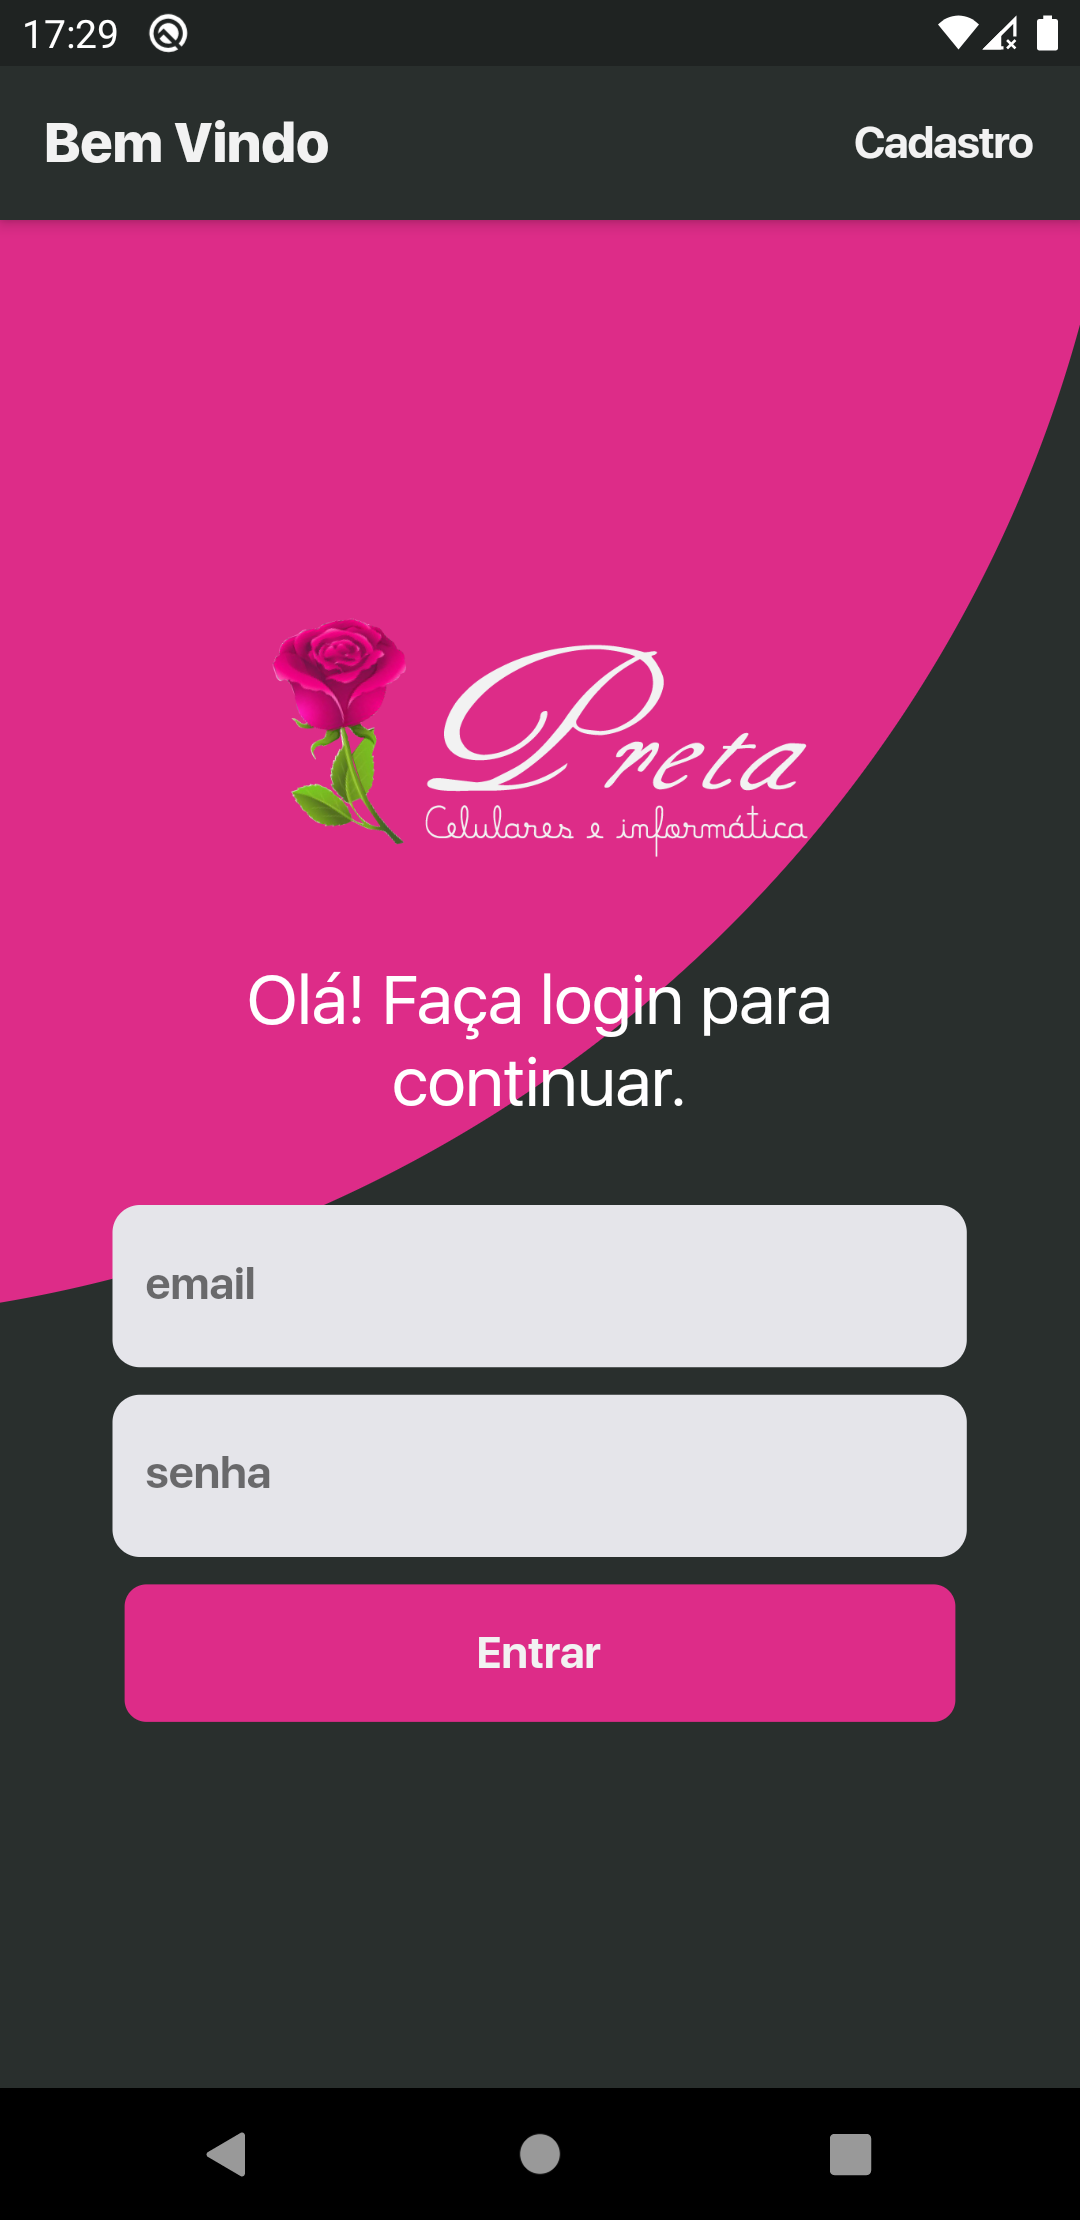 17:29
Bem Vindo
Cadastro
Preta
Celulares e informática
Olá! Faça login para
continuar.
email
senha
Entrar